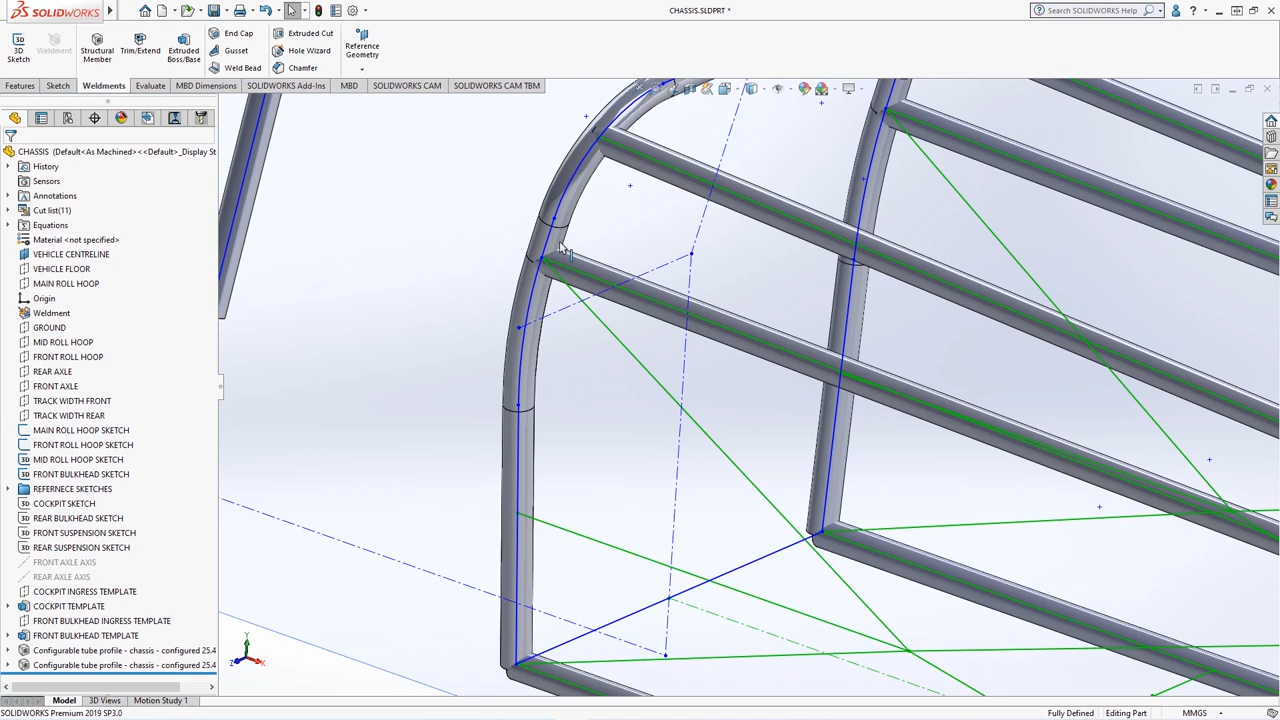 SOLIDWORKS
CHASSIS.SLDPRT *
Search SOLIDWORKS Help
3D Sketch
Weldment
Structural Member
Trim/Extend
Extruded Boss/Base
End Cap
Gusset
Weld Bead
Extruded Cut
Hole Wizard
Chamfer
Reference Geometry
Features
Sketch
Weldments
Evaluate
MBD Dimensions
SOLIDWORKS Add-Ins
MBD
SOLIDWORKS CAM
SOLIDWORKS CAM TBM
CHASSIS (Default<As Machined><<Default>_Display St
History
Sensors
Annotations
Cut list(11)
Equations
Material <not specified>
VEHICLE CENTRELINE
VEHICLE FLOOR
MAIN ROLL HOOP
Origin
Weldment
GROUND
MID ROLL HOOP
FRONT ROLL HOOP
REAR AXLE
FRONT AXLE
TRACK WIDTH FRONT
TRACK WIDTH REAR
MAIN ROLL HOOP SKETCH
FRONT ROLL HOOP SKETCH
3D MID ROLL HOOP SKETCH
3D FRONT BULKHEAD SKETCH
REFERNECE SKETCHES
3D COCKPIT SKETCH
3D REAR BULKHEAD SKETCH
3D FRONT SUSPENSION SKETCH
3D REAR SUSPENSION SKETCH
FRONT AXLE AXIS
REAR AXLE AXIS
COCKPIT INGRESS TEMPLATE
COCKPIT TEMPLATE
FRONT BULKHEAD INGRESS TEMPLATE
FRONT BULKHEAD TEMPLATE
Configurable tube profile - chassis - configured 25.4
Configurable tube profile - chassis - configured 25.4
Y
Z
X
Model
3D Views
Motion Study 1
SOLIDWORKS Premium 2019 SP3.0
Fully Defined
Editing Part
MMGS